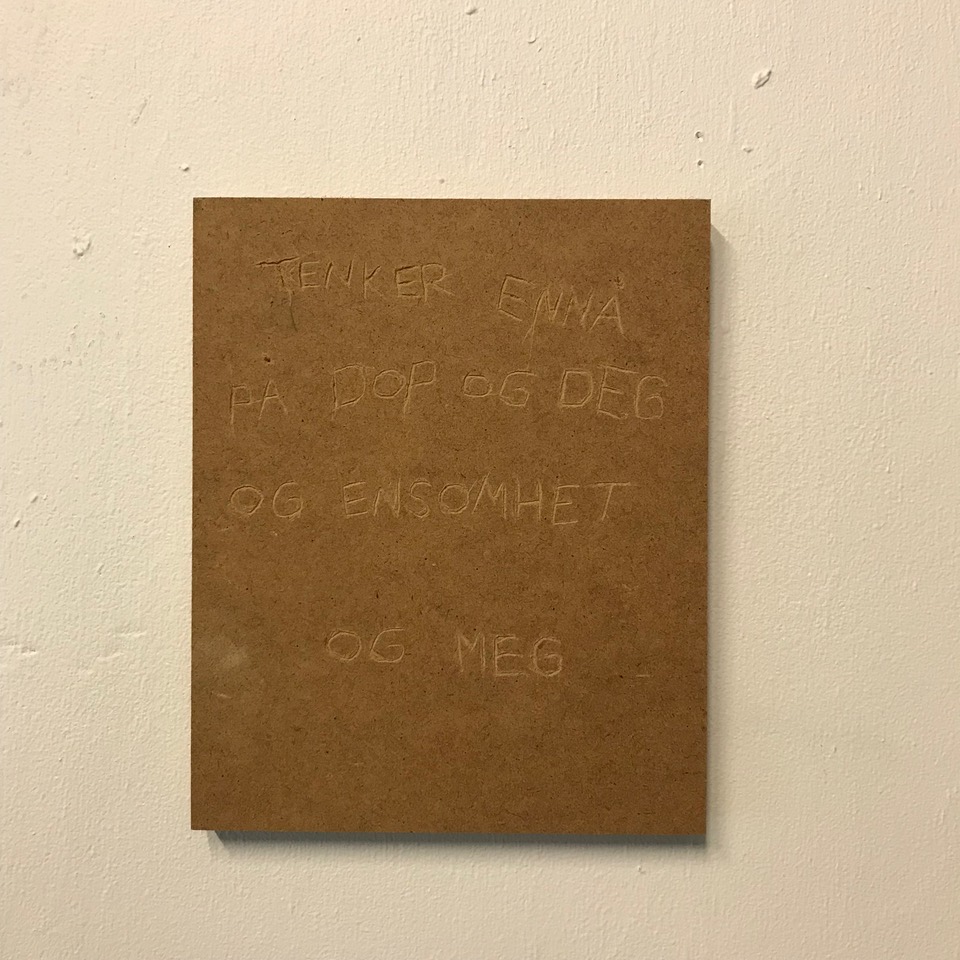 TENKER ENNÅ
PÅ DOP OG DEG
OG ENSOMHET
OG MEG